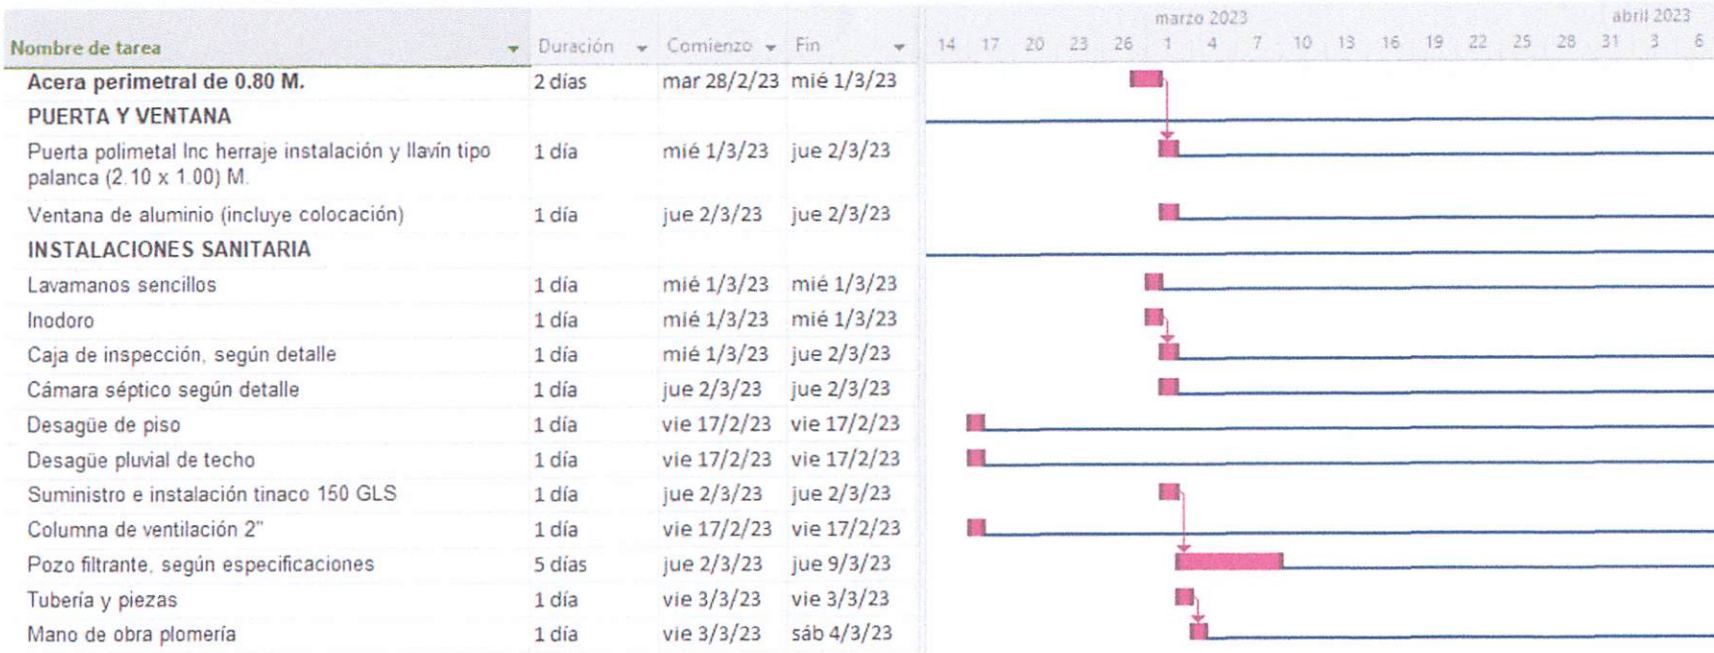 marzo 2023 abril 2023
Nombre de tarea Duración Comienzo Fin 14 17 20 23 26 1 4 7 10 13 16 19 22 25 28 31 3 6
Acera perimetral de 0.80 M. 2 días mar 28/2/23 mié 1/3/23
PUERTA Y VENTANA
Puerta polimetal Inc herraje instalación y llavín tipo 1 día mié 1/3/23 jue 2/3/23
palanca (2.10 x 1.00) M.
Ventana de aluminio (incluye colocación) 1 día jue 2/3/23 jue 2/3/23
INSTALACIONES SANITARIA
Lavamanos sencillos 1 día mié 1/3/23 mié 1/3/23
Inodoro 1 día mié 1/3/23 mié 1/3/23
Caja de inspección, según detalle 1 día mié 1/3/23 jue 2/3/23
Cámara séptico según detalle 1 día jue 2/3/23 jue 2/3/23
Desagüe de piso 1 día vie 17/2/23 vie 17/2/23
Desagüe pluvial de techo 1 día vie 17/2/23 vie 17/2/23
Suministro e instalación tinaco 150 GLS 1 día jue 2/3/23 jue 2/3/23
Columna de ventilación 2" 1 día vie 17/2/23 vie 17/2/23
Pozo filtrante, según especificaciones 5 días jue 2/3/23 jue 9/3/23
Tubería y piezas 1 día vie 3/3/23 vie 3/3/23
Mano de obra plomería 1 día vie 3/3/23 sáb 4/3/23